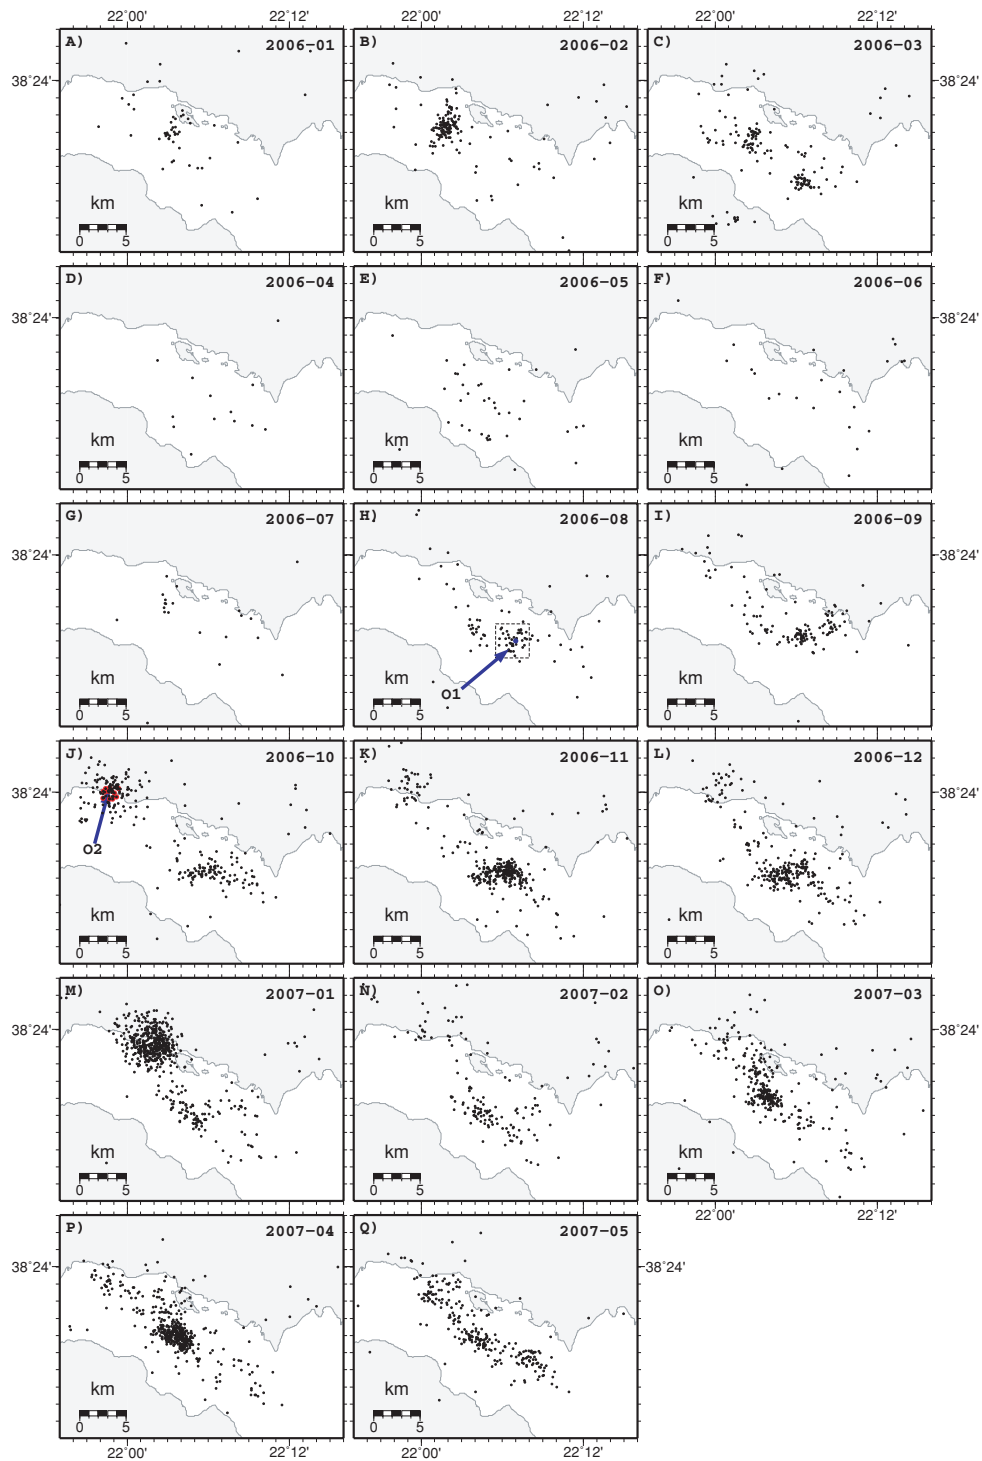 22°00' 22°12' 22°00' 22°12' 22°00' 22°12'
A) 2006-01 B) 2006-02 C) 2006-03
38°24' 38°24'
km km km
0 5 0 5 0 5
D) 2006-04 E) 2006-05 F) 2006-06
38°24' 38°24'
km km km
0 5 0 5 0 5
G) 2006-07 H) 2006-08 I) 2006-09
38°24' 38°24'
O1
km km km
0 5 0 5 0 5
J) 2006-10 K) 2006-11 L) 2006-12
38°24' 38°24'
O2
km km km
0 5 0 5 0 5
M) 2007-01 N) 2007-02 O) 2007-03
38°24' 38°24'
km km km
0 5 0 5 0 5
22°00' 22°12'
P) 2007-04 Q) 2007-05
38°24' 38°24'
km km
0 5 0 5
22°00' 22°12' 22°00' 22°12'